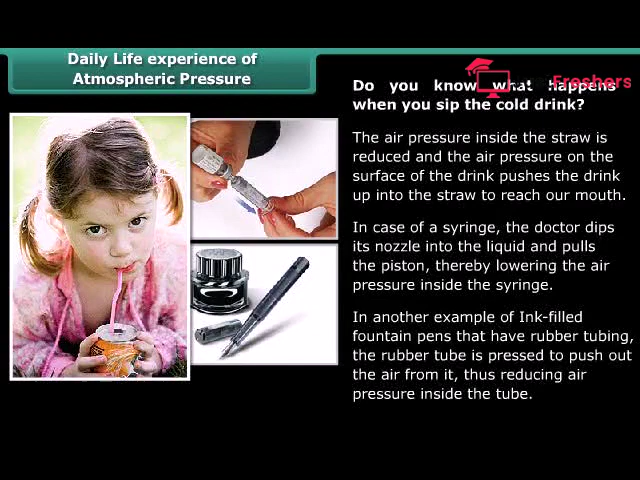 Daily Life experience of
Atmospheric Pressure
Freshers
Do you know what happens
when you sip the cold drink?
The air pressure inside the straw is
reduced and the air pressure on the
surface of the drink pushes the drink
up into the straw to reach our mouth.
In case of a syringe, the doctor dips
its nozzle into the liquid and pulls
the piston, thereby lowering the air
pressure inside the syringe.
In another example of Ink-filled
fountain pens that have rubber tubing,
the rubber tube is pressed to push out
the air from it, thus reducing air
pressure inside the tube.